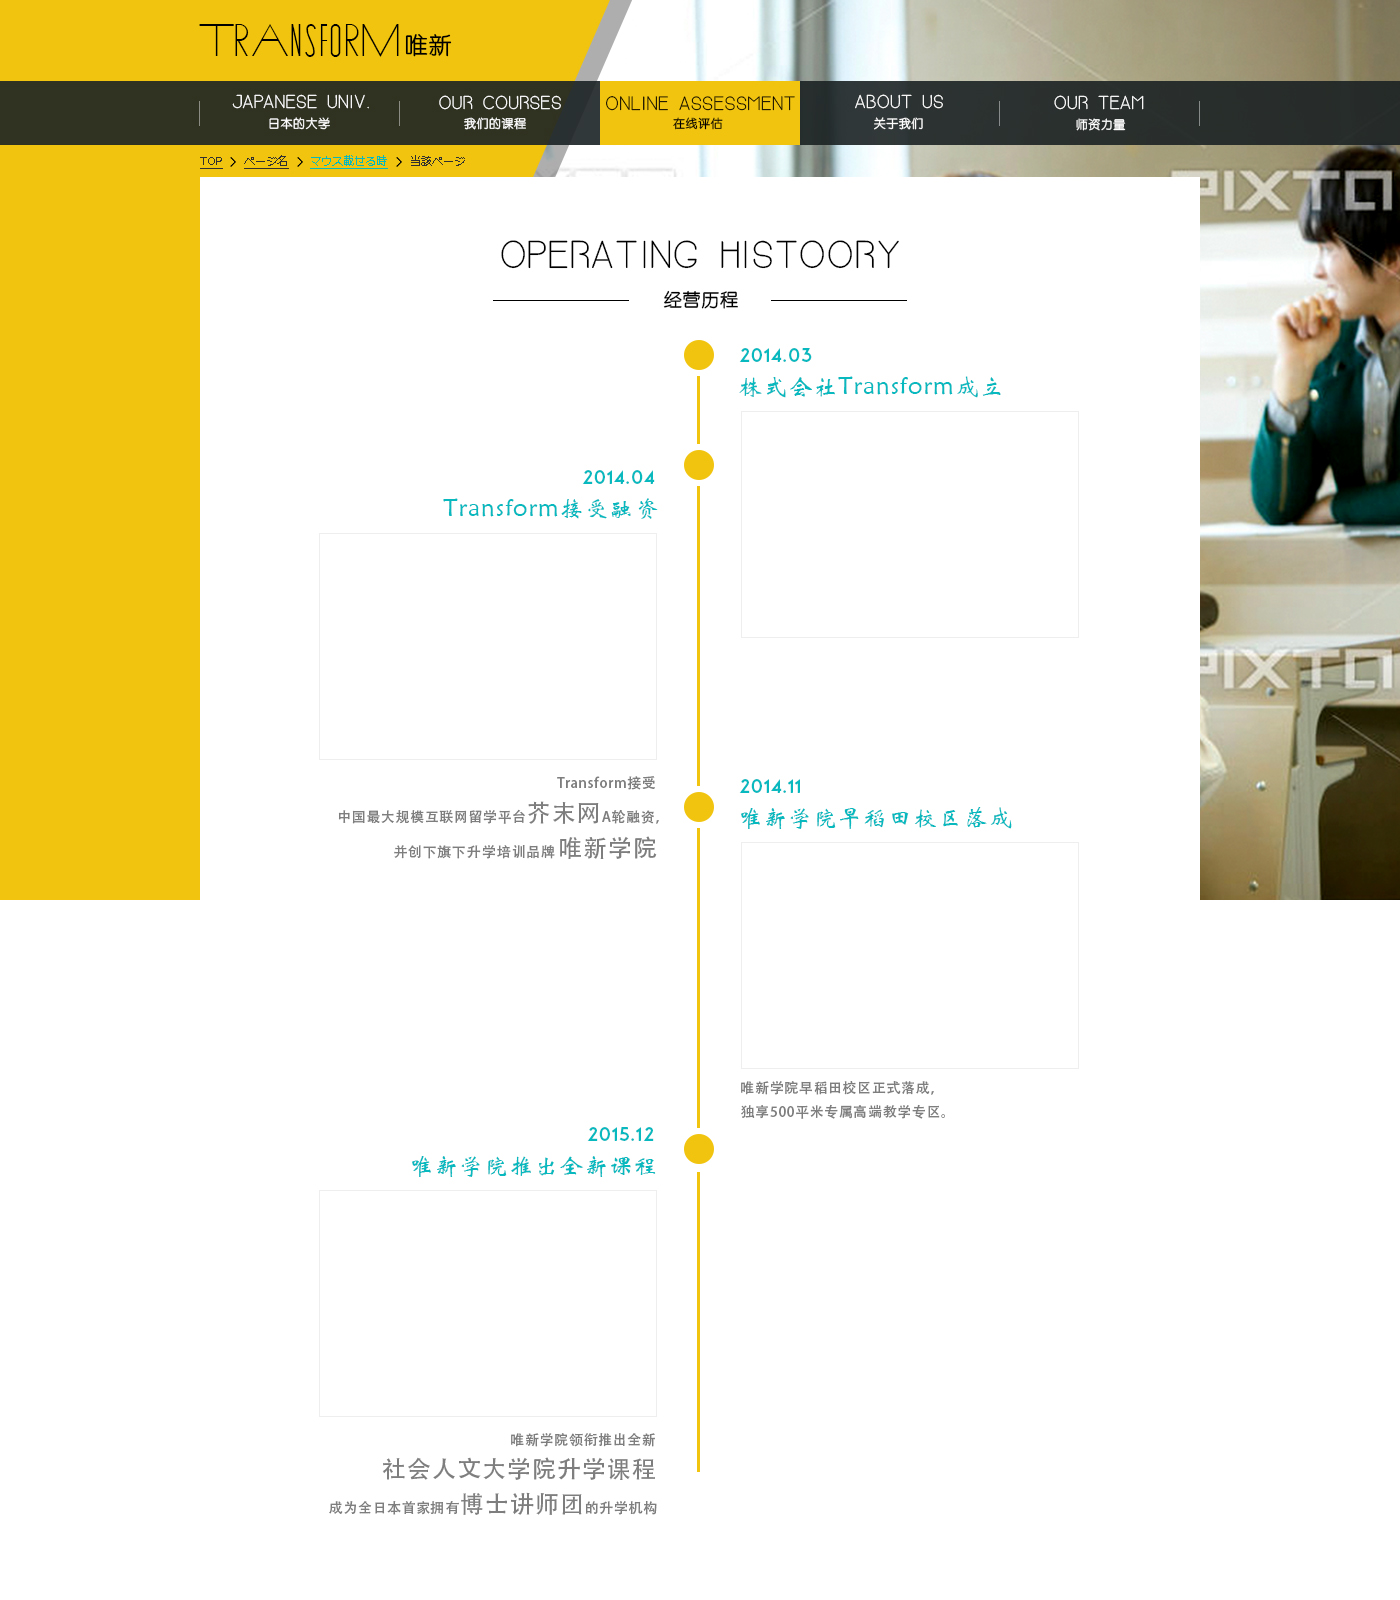 TRANSFORM 唯新
JAPANESE UNIV.
日本的大学
OUR COURSES
我们的课程
ONLINE ASSESSMENT
在线评估
ABOUT US
关于我们
OUR TEAM
师资力量
TOP > ページ名 > マウス載せる時 > 当該ページ
PIXTA
OPERATING HISTOORY
经营历程
2014.03
株式会社Transform成立
2014.04
Transform接受融资
Transform接受
中国最大规模互联网留学平台芥末网A轮融资,
并创下旗下升学培训品牌 唯新学院
2014.11
唯新学院早稻田校区落成
唯新学院早稻田校区正式落成,
独享500平米专属高端教学专区。
2015.12
唯新学院推出全新课程
唯新学院领衔推出全新
社会人文大学院升学课程
成为全日本首家拥有博士讲师团的升学机构
PIXTA